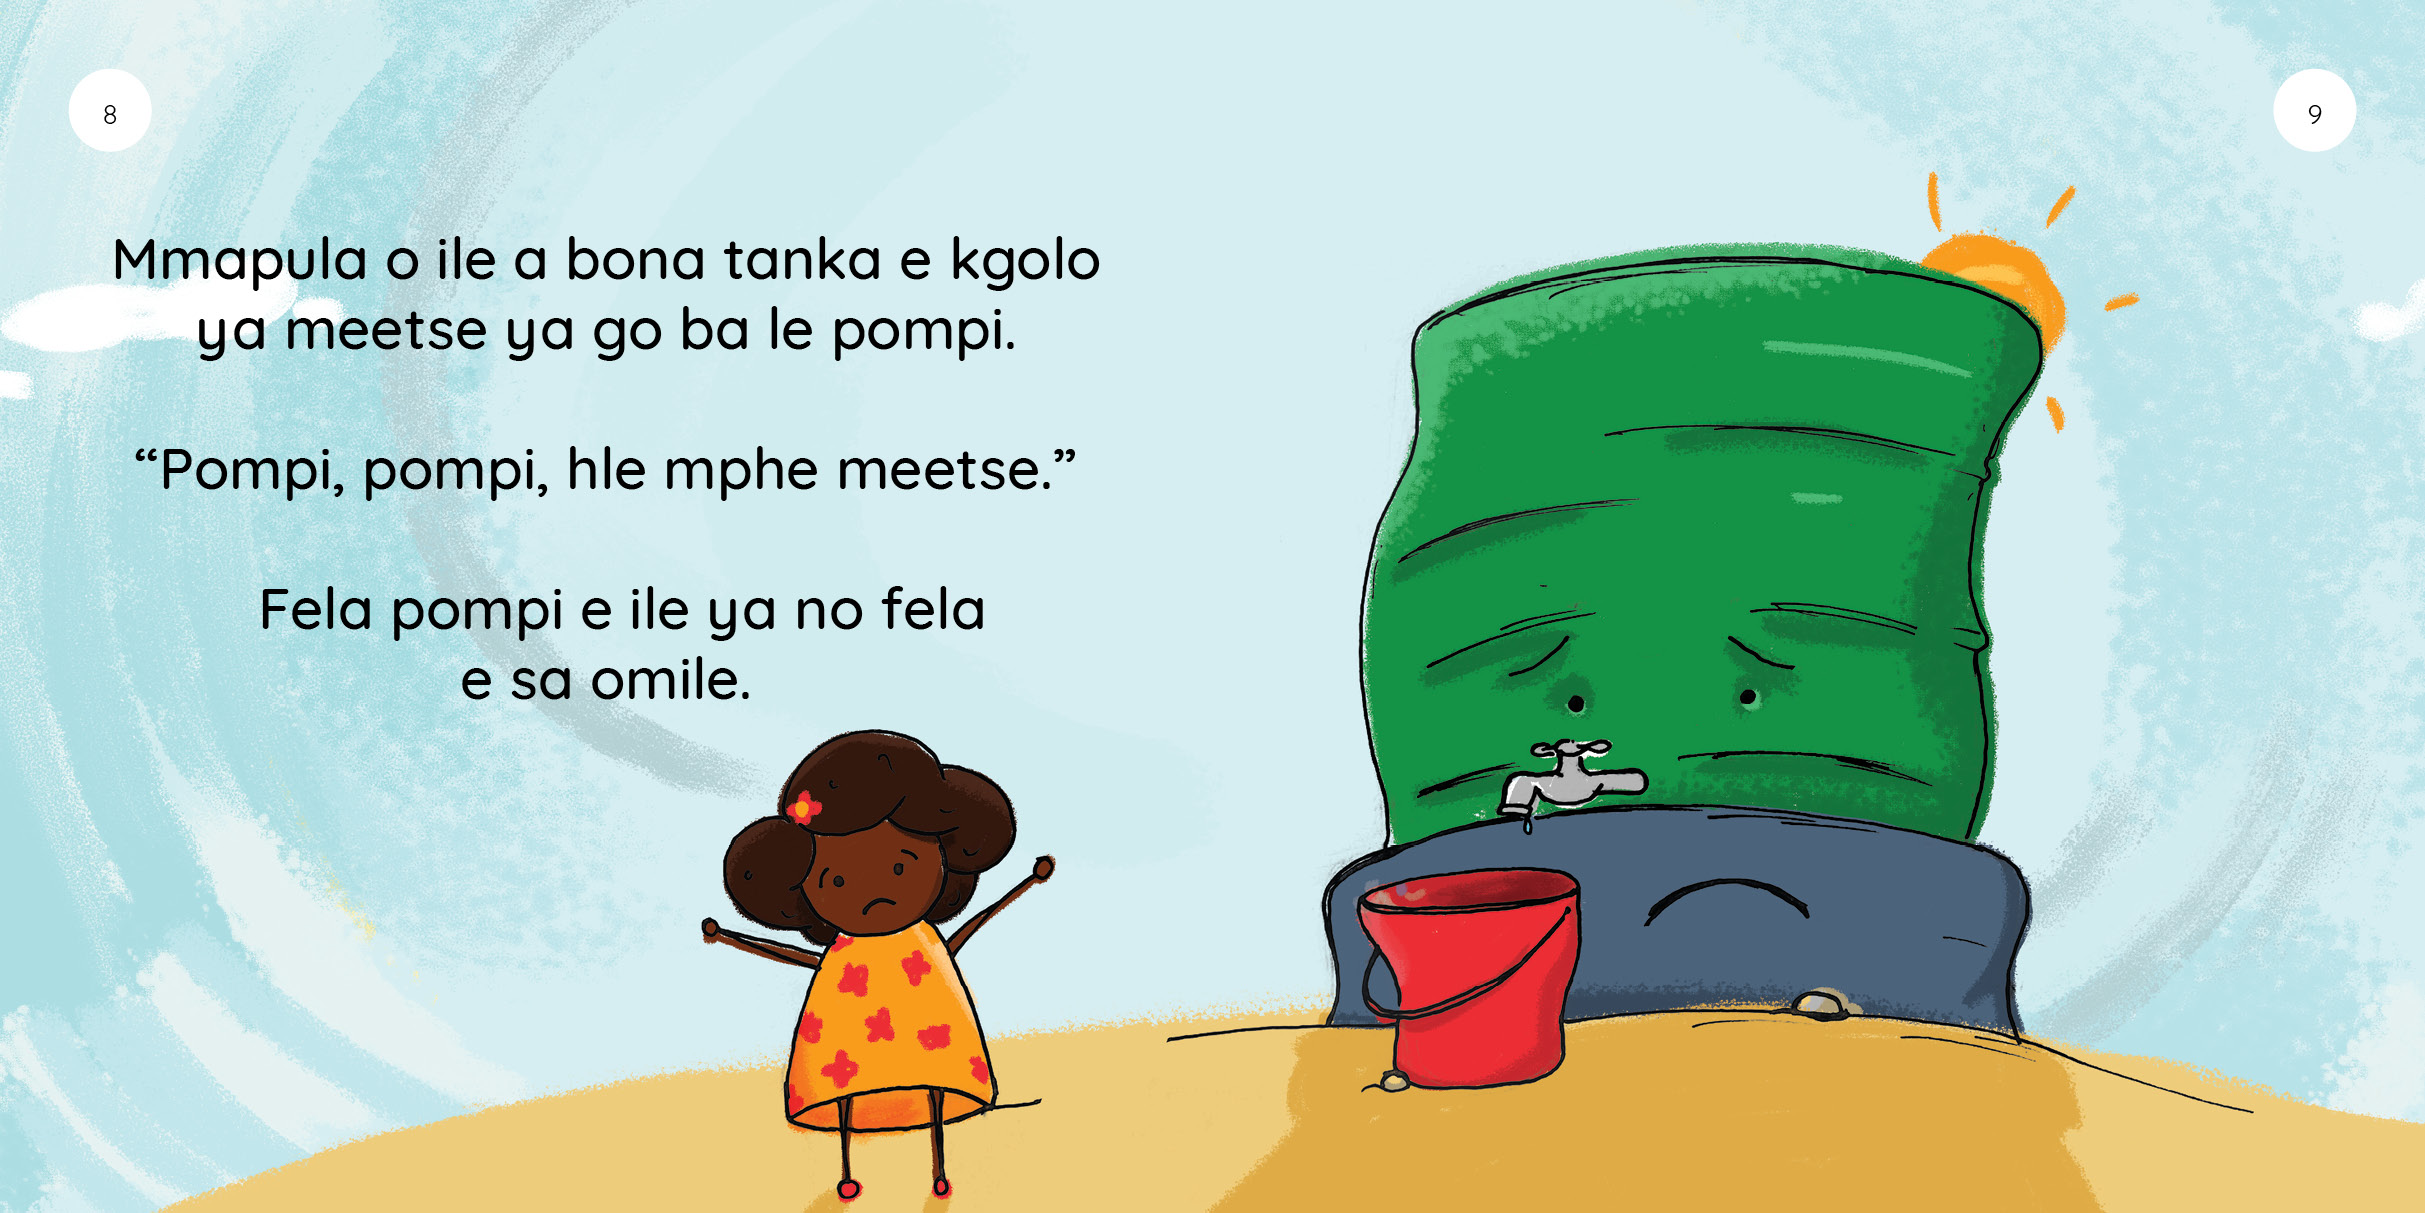 8
9
Mmapula o ile a bona tanka e kgolo
ya meetse ya go ba le pompi.
“Pompi, pompi, hle mphe meetse.”
Fela pompi e ile ya no fela
e sa omile.